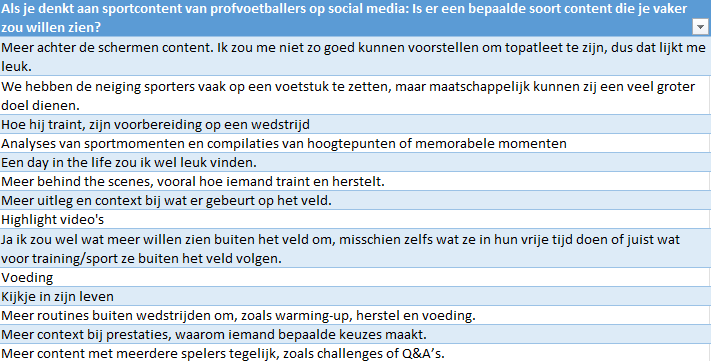 Als je denkt aan sportcontent van profvoetballers op social media: Is er een bepaalde soort content die je vaker
zou willen zien?
Meer achter de schermen content. Ik zou me niet zo goed kunnen voorstellen om topatleet te zijn, dus dat lijkt me
leuk.
We hebben de neiging sporters vaak op een voetstuk te zetten, maar maatschappelijk kunnen zij een veel groter
doel dienen.
Hoe hij traint, zijn voorbereiding op een wedstrijd
Analyses van sportmomenten en compilaties van hoogtepunten of memorabele momenten
Een day in the life zou ik wel leuk vinden.
Meer behind the scenes, vooral hoe iemand traint en herstelt.
Meer uitleg en context bij wat er gebeurt op het veld.
Highlight video's
Ja ik zou wel wat meer willen zien buiten het veld om, misschien zelfs wat ze in hun vrije tijd doen of juist wat
voor training/sport ze buiten het veld volgen.
Voeding
Kijkje in zijn leven
Meer routines buiten wedstrijden om, zoals warming-up, herstel en voeding.
Meer context bij prestaties, waarom iemand bepaalde keuzes maakt.
Meer content met meerdere spelers tegelijk, zoals challenges of Q&A’s.